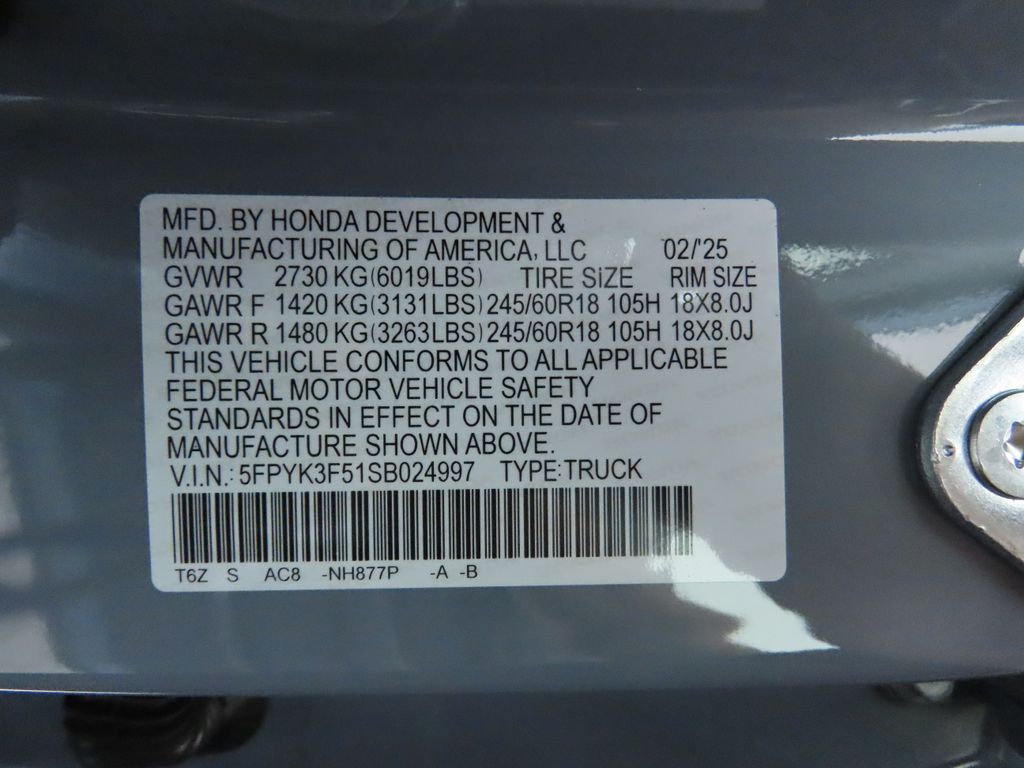 MFD. BY HONDA DEVELOPMENT &
MANUFACTURING OF AMERICA, LLC 02/'25
GVWR 2730 KG(6019LBS) TIRE SIZE RIM SIZE
GAWR F 1420 KG(3131LBS) 245/60R18 105H 18X8.0J
GAWR R 1480 KG(3263LBS) 245/60R18 105H 18X8.0J
THIS VEHICLE CONFORMS TO ALL APPLICABLE
FEDERAL MOTOR VEHICLE SAFETY
STANDARDS IN EFFECT ON THE DATE OF
MANUFACTURE SHOWN ABOVE.
V.I.N.: 5FPYK3F51SB024997 TYPE:TRUCK
T6Z S AC8 -NH877P -A -B